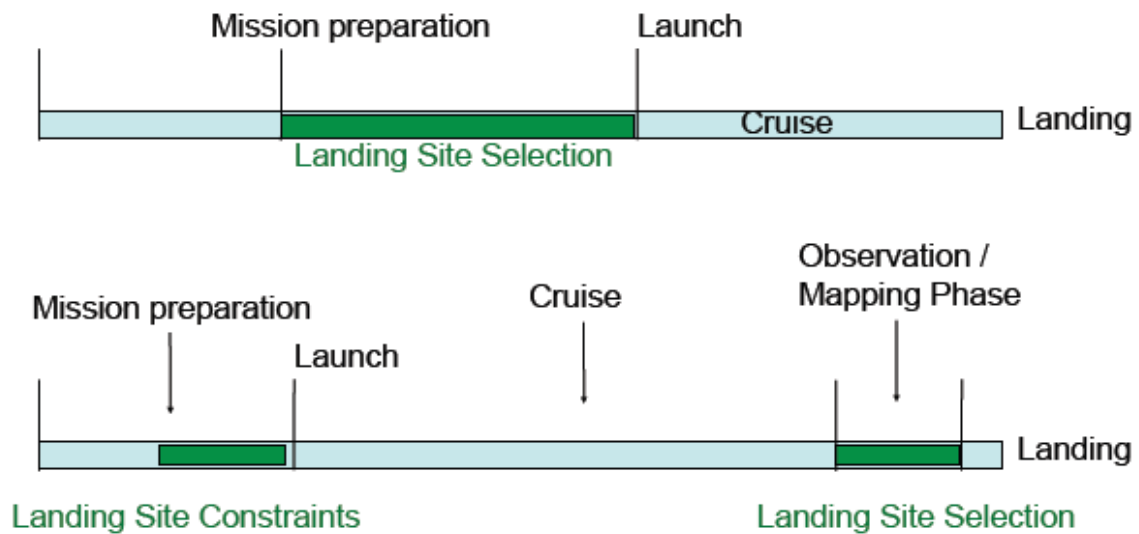 Mission preparation
Launch
Cruise
Landing
Landing Site Selection
Observation /
Mapping Phase
Mission preparation
Cruise
Launch
Landing
Landing Site Constraints
Landing Site Selection